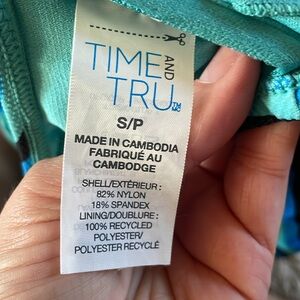 TIME AND
TRU™
S/P
MADE IN CAMBODIA
FABRIQUÉ AU
CAMBODGE
SHELL/EXTÉRIEUR :
82% NYLON
18% SPANDEX
LINING/DOUBLURE :
100% RECYCLED
POLYESTER/
POLYESTER RECYCLÉ